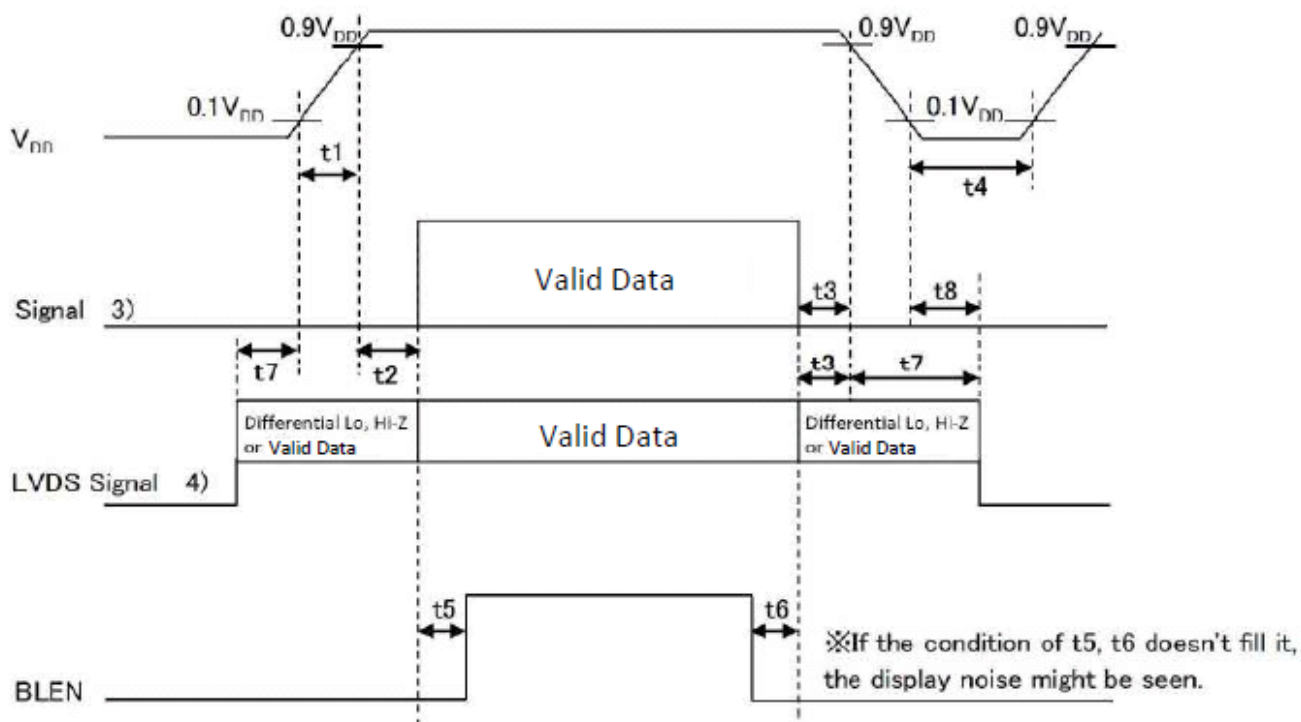 0.9VDD 0.9VDD 0.9VDD
0.1VDD 0.1VDD
VDD
t1
t4
Valid Data
t3 t8
Signal 3)
t7 t2 t3 t7
Differential Lo, Hi-Z
or Valid Data
Valid Data
Differential Lo, Hi-Z
or Valid Data
LVDS Signal 4)
t5 t6
※If the condition of t5, t6 doesn't fill it,
the display noise might be seen.
BLEN